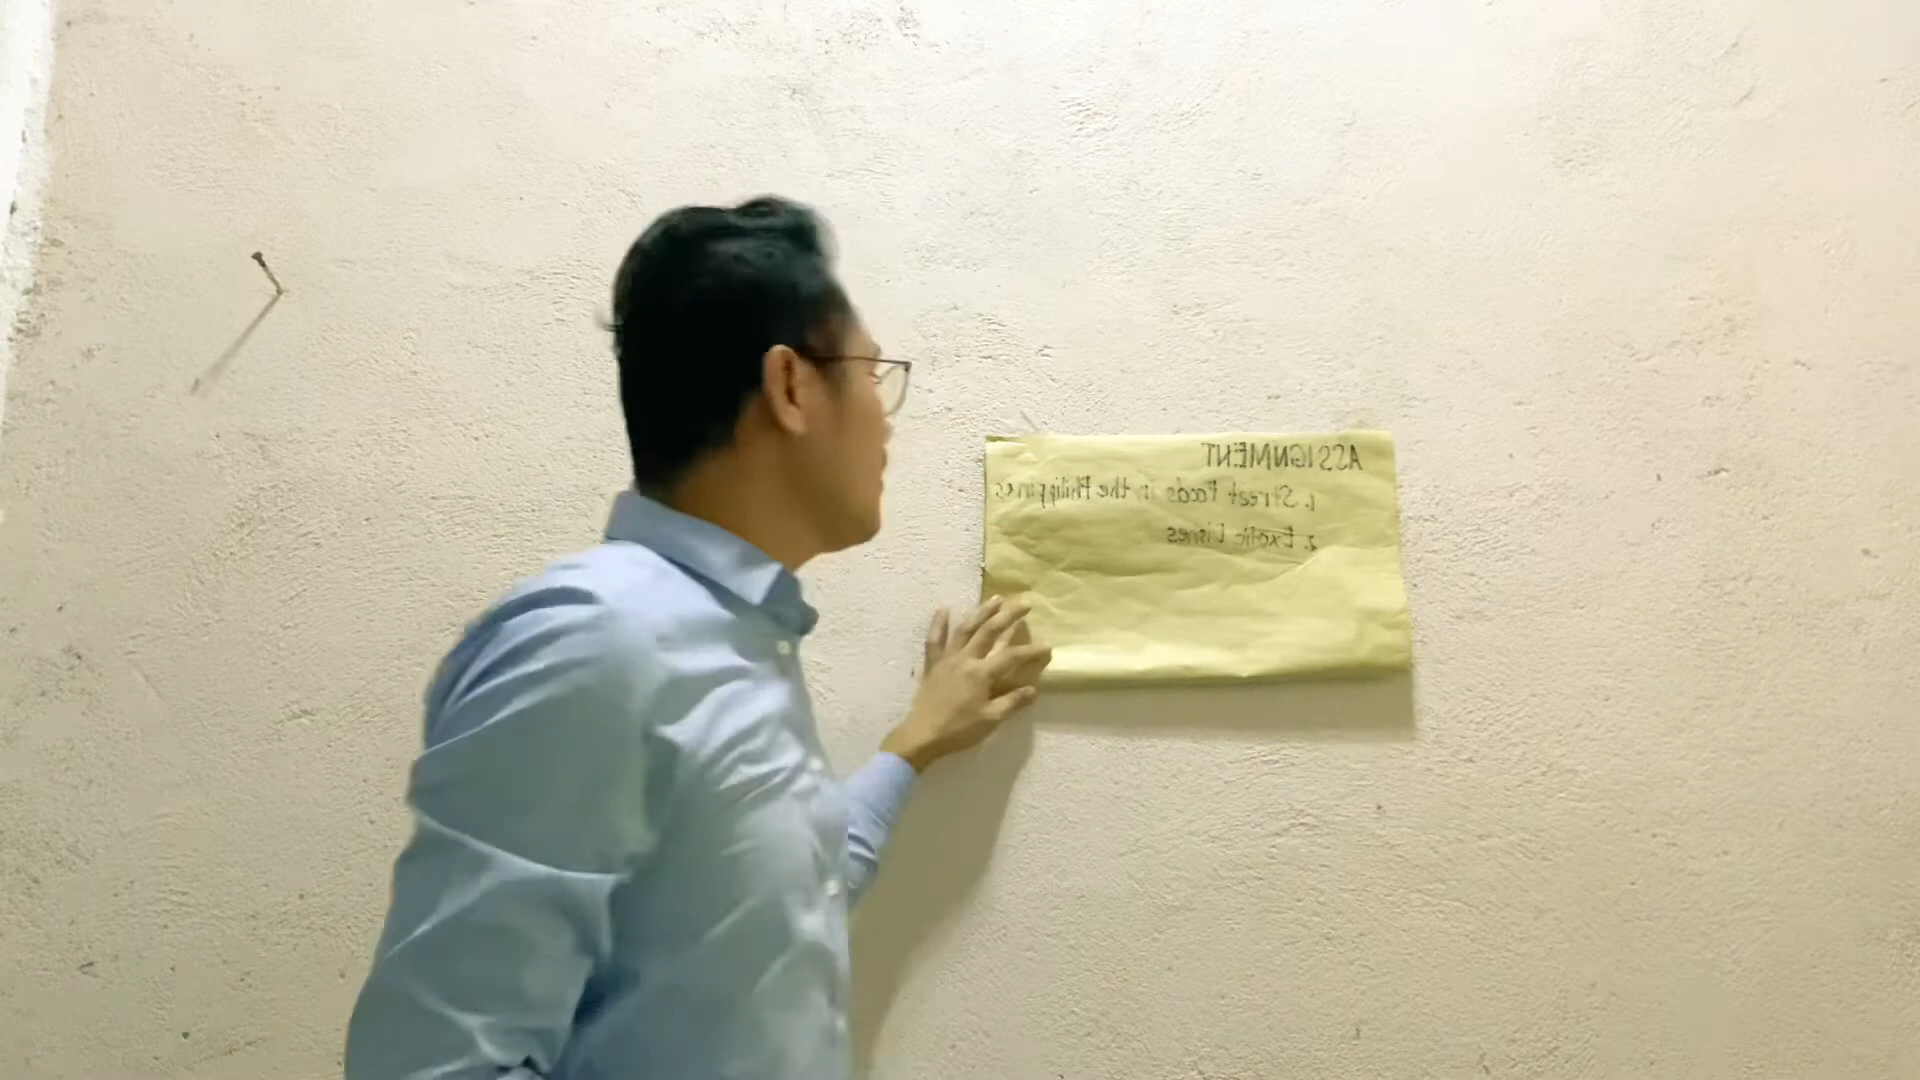 ASSIGNMENT
1. Street Foods in the Philippines
2. Exotic Dishes